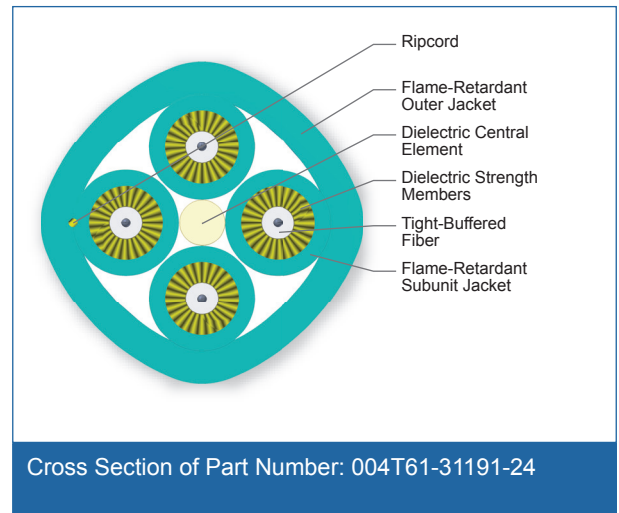 Ripcord
Flame-Retardant
Outer Jacket
Dielectric Central
Element
Dielectric Strength
Members
Tight-Buffered
Fiber
Flame-Retardant
Subunit Jacket
Cross Section of Part Number: 004T61-31191-24